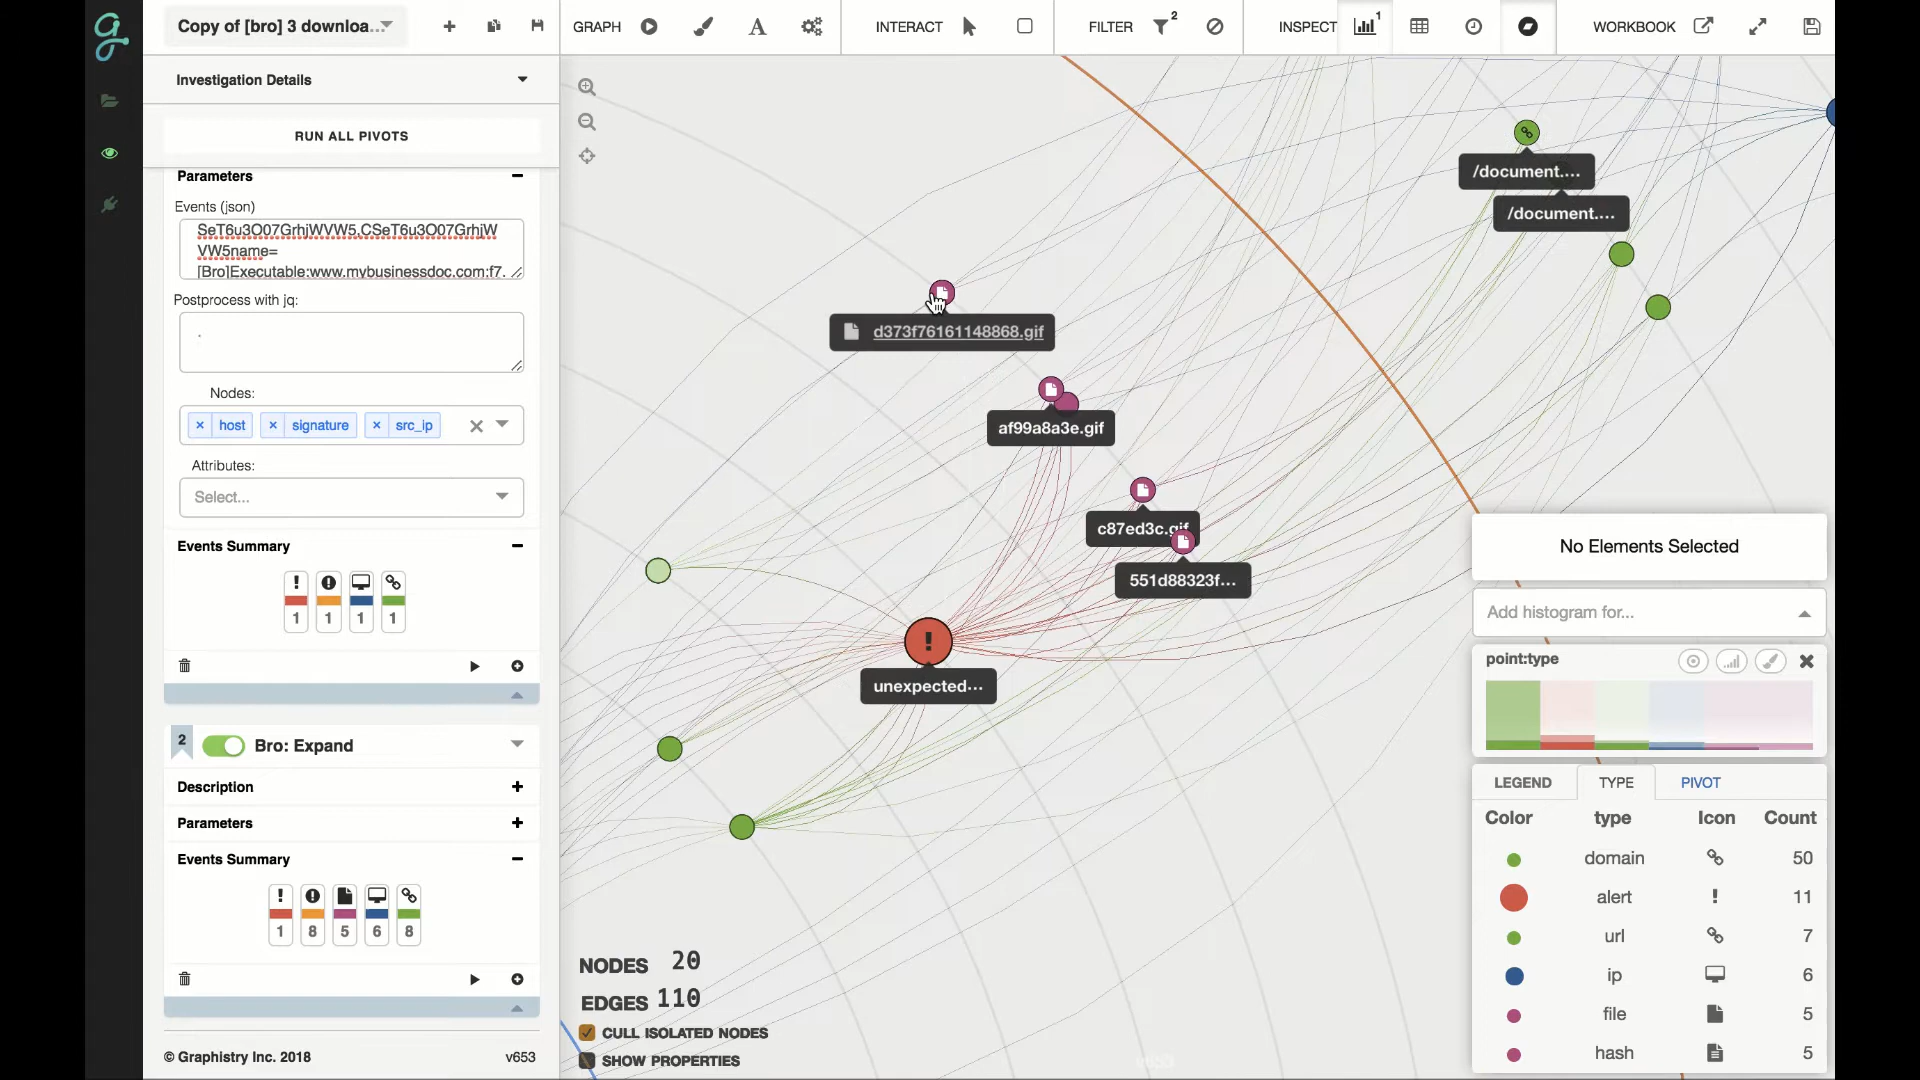 Copy of [bro] 3 downloa...
GRAPH
INTERACT
FILTER
2
INSPECT
1
WORKBOOK
Investigation Details
RUN ALL PIVOTS
Parameters
Events (json)
SeT6u3O07GrhjWVW5,CSeT6u3O07GrhjW
VW5name=
[Bro]Executable:www.mybusinessdoc.com:f7.
Postprocess with jq:
.
Nodes:
× host × signature × src_ip
Attributes:
Select...
Events Summary
1 1 1 1
2 Bro: Expand
Description
Parameters
Events Summary
1 8 5 6 8
© Graphistry Inc. 2018 v653
/document....
/document....
d373f76161148868.gif
af99a8a3e.gif
c87ed3c.gif
551d88323f...
unexpected...
NODES 20
EDGES 110
CULL ISOLATED NODES
SHOW PROPERTIES
No Elements Selected
Add histogram for...
point:type
LEGEND TYPE PIVOT
Color type Icon Count
domain 50
alert 11
url 7
ip 6
file 5
hash 5